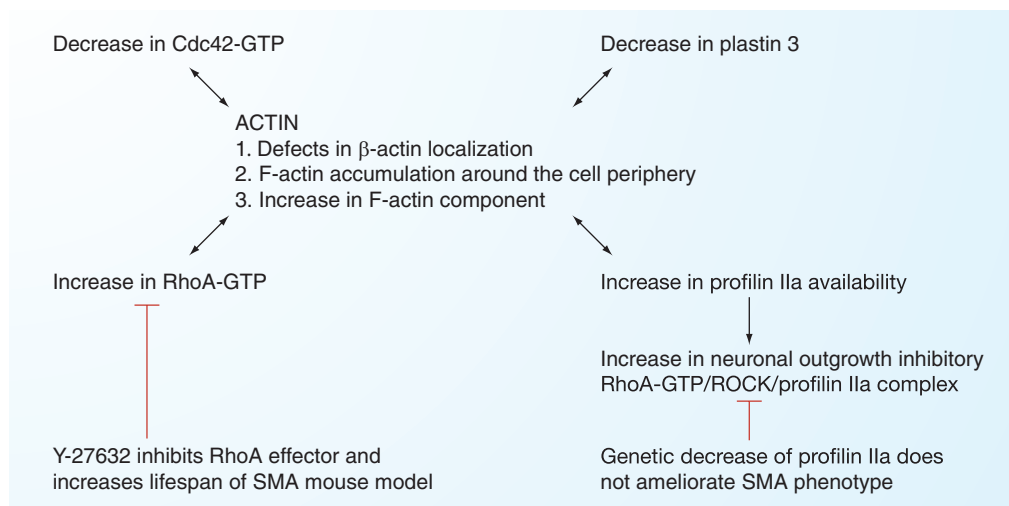 Decrease in Cdc42-GTP
Decrease in plastin 3
ACTIN
1. Defects in β-actin localization
2. F-actin accumulation around the cell periphery
3. Increase in F-actin component
Increase in RhoA-GTP
Increase in profilin IIa availability
Increase in neuronal outgrowth inhibitory
RhoA-GTP/ROCK/profilin IIa complex
Y-27632 inhibits RhoA effector and
increases lifespan of SMA mouse model
Genetic decrease of profilin IIa does
not ameliorate SMA phenotype